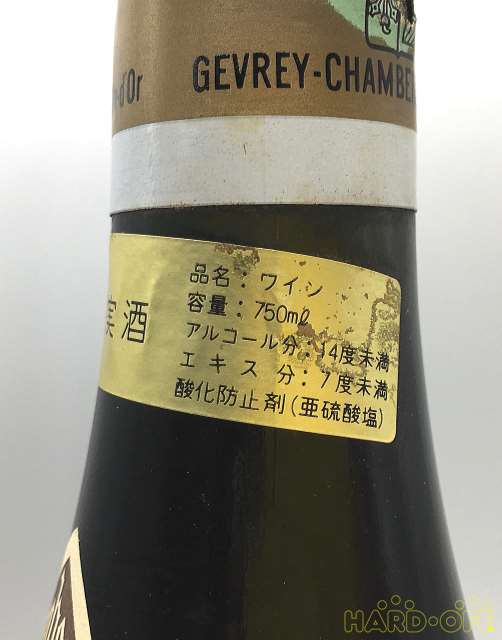 -d'Or
GEVREY-CHAMBE
実酒
品名：ワイン
容量：750ml
アルコール分：14度未満
エキス分：7度未満
酸化防止剤(亜硫酸塩)
HARD·OFF